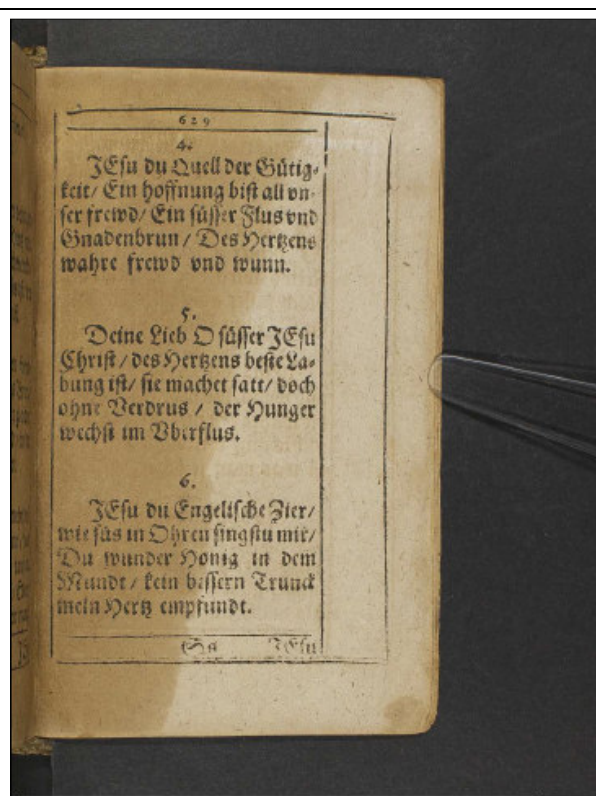 629
4.
JEsu du Quell der Gütig-
keit/ Ein hoffnung bist all vn-
ser frewd/ Ein süsser Flus vnd
Gnadenbrun / Des Hertzens
wahre frewd vnd wunn.
5.
Deine Lieb O süsser JEsu
Christ / des Hertzens beste La-
bung ist/ sie machet satt/ doch
ohne Verdrus / der Hunger
wechst im Vberflus.
6.
JEsu du Engelische Zier/
wie süs in Ohren singstu mir/
Du wunder Honig in dem
Mundt / kein bessern Trunck
mein Hertz empfundt.
JEsu